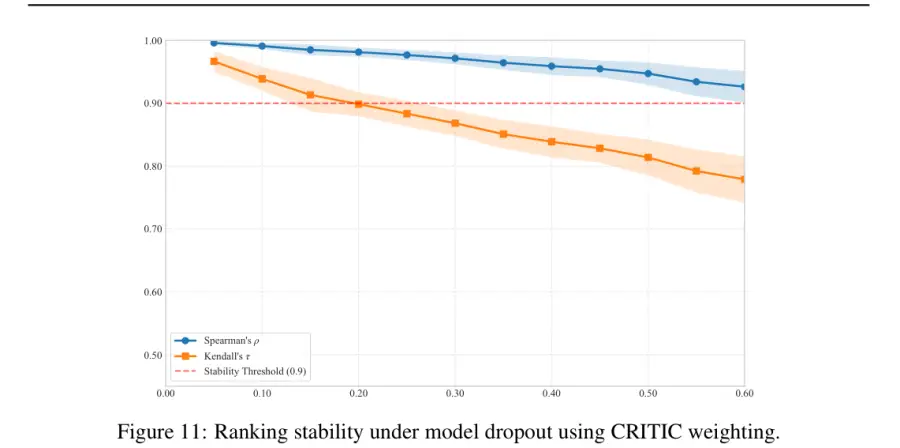 1.00
0.90
0.80
0.70
0.60
0.50
Spearman's ρ
Kendall's τ
Stability Threshold (0.9)
0.00 0.10 0.20 0.30 0.40 0.50 0.60
Figure 11: Ranking stability under model dropout using CRITIC weighting.